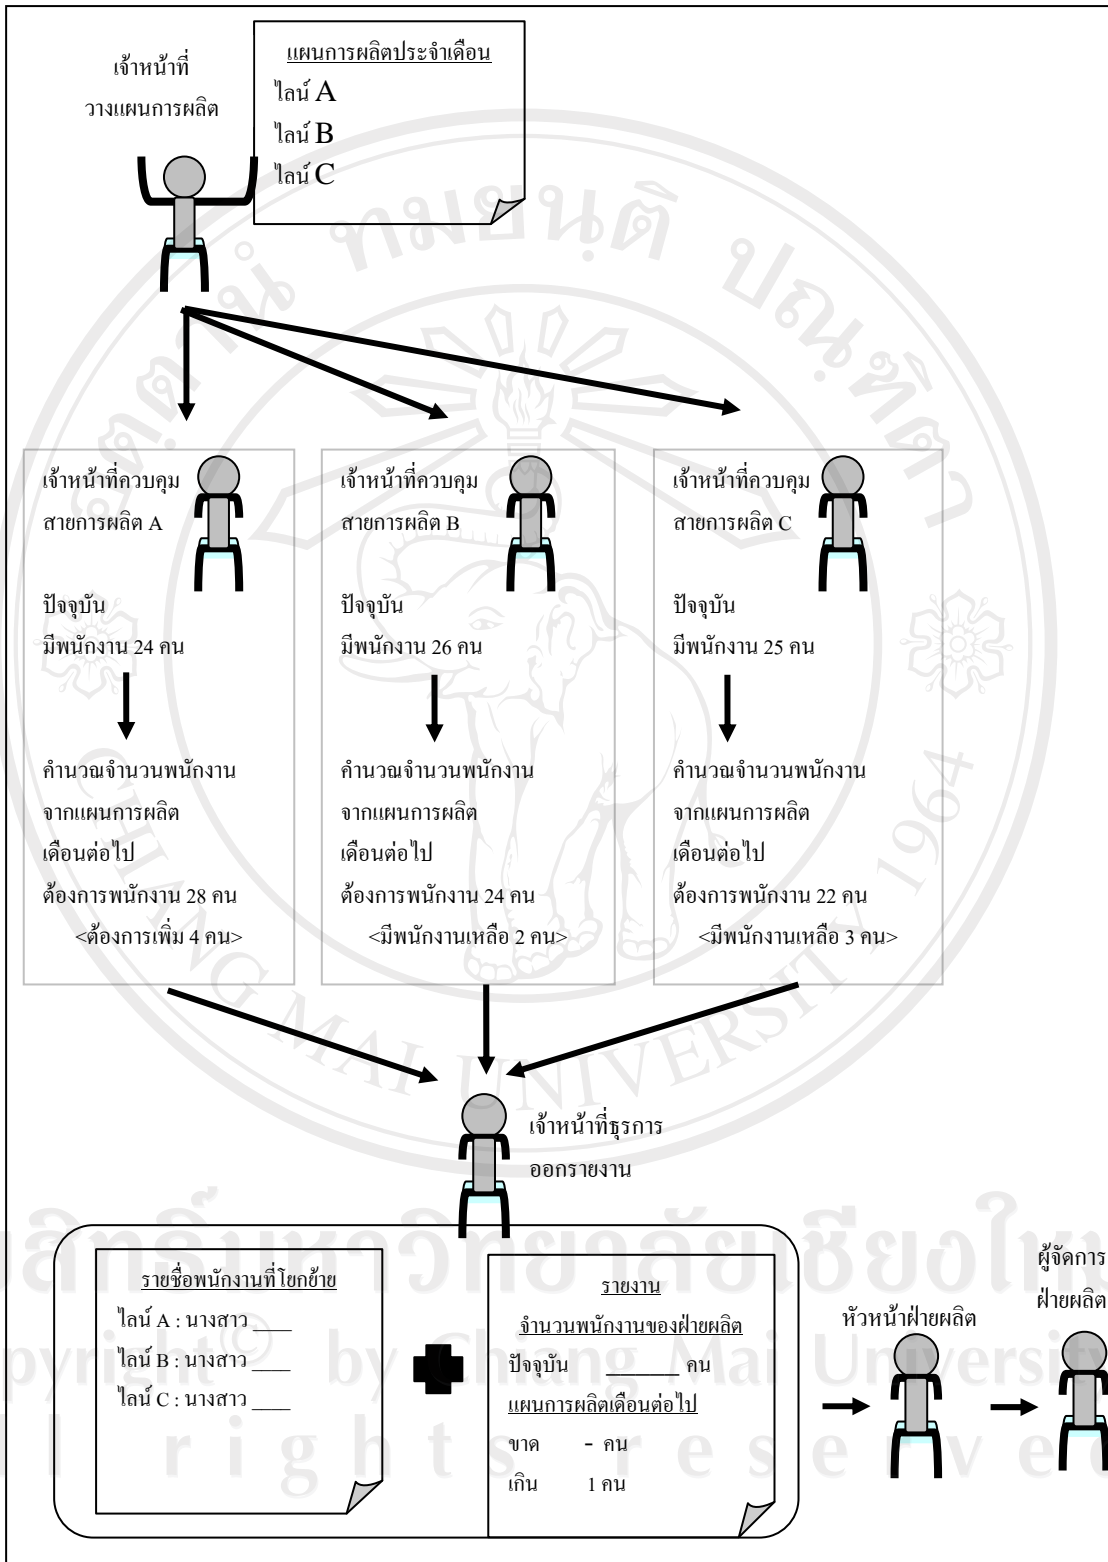 เจ้าหน้าที่
วางแผนการผลิต
แผนการผลิตประจำเดือน
ไลน์ A
ไลน์ B
ไลน์ C
เจ้าหน้าที่ควบคุม
สายการผลิต A
ปัจจุบัน
มีพนักงาน 24 คน
คำนวณจำนวนพนักงาน
จากแผนการผลิต
เดือนต่อไป
ต้องการพนักงาน 28 คน
<ต้องการเพิ่ม 4 คน>
เจ้าหน้าที่ควบคุม
สายการผลิต B
ปัจจุบัน
มีพนักงาน 26 คน
คำนวณจำนวนพนักงาน
จากแผนการผลิต
เดือนต่อไป
ต้องการพนักงาน 24 คน
<มีพนักงานเหลือ 2 คน>
เจ้าหน้าที่ควบคุม
สายการผลิต C
ปัจจุบัน
มีพนักงาน 25 คน
คำนวณจำนวนพนักงาน
จากแผนการผลิต
เดือนต่อไป
ต้องการพนักงาน 22 คน
<มีพนักงานเหลือ 3 คน>
เจ้าหน้าที่ธุรการ
ออกรายงาน
รายชื่อพนักงานที่โยกย้าย
ไลน์ A : นางสาว ____
ไลน์ B : นางสาว ____
ไลน์ C : นางสาว ____
รายงาน
จำนวนพนักงานของฝ่ายผลิต
ปัจจุบัน ______ คน
แผนการผลิตเดือนต่อไป
ขาด - คน
เกิน 1 คน
หัวหน้าฝ่ายผลิต
ผู้จัดการ
ฝ่ายผลิต
CHIANG MAI UNIVERSITY 1964
by Chiang Mai University
rights reserved